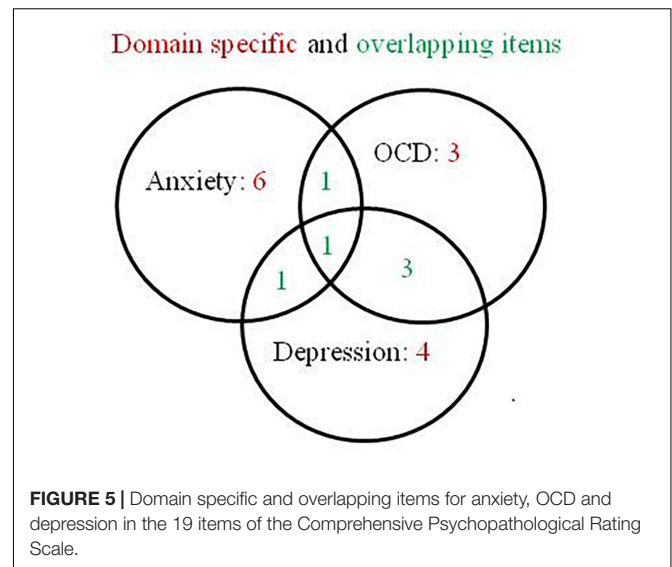 Domain specific and overlapping items
Anxiety: 6
1
OCD: 3
1
1
3
Depression: 4
FIGURE 5 | Domain specific and overlapping items for anxiety, OCD and
depression in the 19 items of the Comprehensive Psychopathological Rating
Scale.